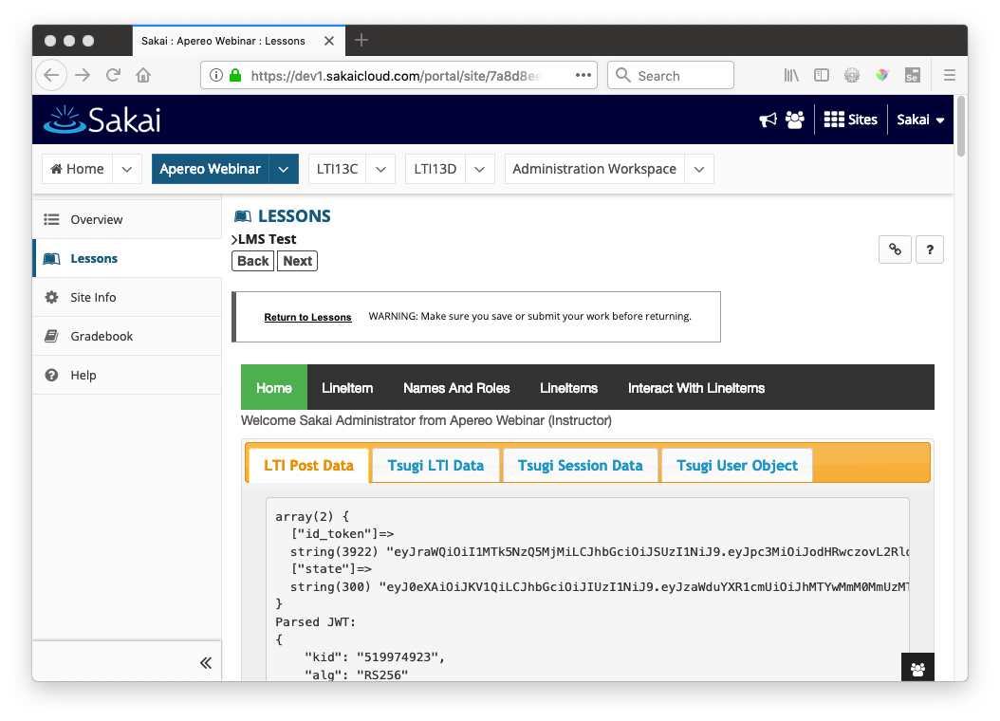 Sakai : Apereo Webinar : Lessons
https://dev1.sakaicloud.com/portal/site/7a8d8ee
Search
Sakai
Sites
Sakai
Home
Apereo Webinar
LTI13C
LTI13D
Administration Workspace
Overview
Lessons
Site Info
Gradebook
Help
LESSONS
>LMS Test
Back Next
?
Return to Lessons WARNING: Make sure you save or submit your work before returning.
Home LineItem Names And Roles LineItems Interact With LineItems
Welcome Sakai Administrator from Apereo Webinar (Instructor)
LTI Post Data Tsugi LTI Data Tsugi Session Data Tsugi User Object
array(2) {
["id_token"]=>
string(3922) "eyJraWQiOiI1MTk5NzQ5MjMiLCJhbGciOiJSUzI1NiJ9.eyJpc3MiOiJodHRwczovL2Rlc
["state"]=>
string(300) "eyJ0eXAiOiJKV1QiLCJhbGciOiJIUzI1NiJ9.eyJzaWduYXR1cmUiOiJhMTYwMmM0MmUzMT
}
Parsed JWT:
{
"kid": "519974923",
"alg": "RS256"